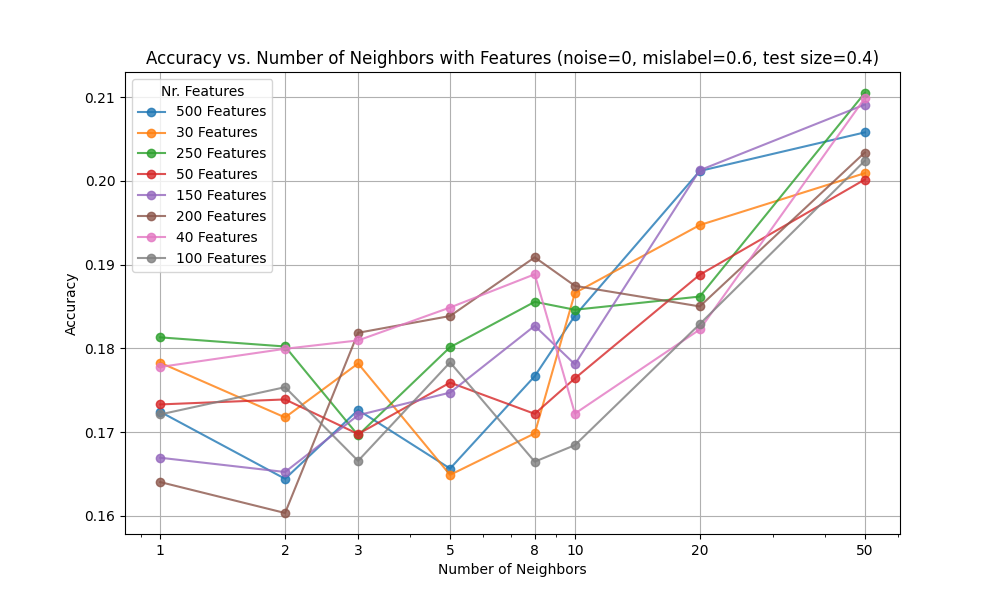 Accuracy vs. Number of Neighbors with Features (noise=0, mislabel=0.6, test size=0.4)
Nr. Features
500 Features
30 Features
250 Features
50 Features
150 Features
200 Features
40 Features
100 Features
0.21
0.20
0.19
0.18
0.17
0.16
Accuracy
1 2 3 5 8 10 20 50
Number of Neighbors